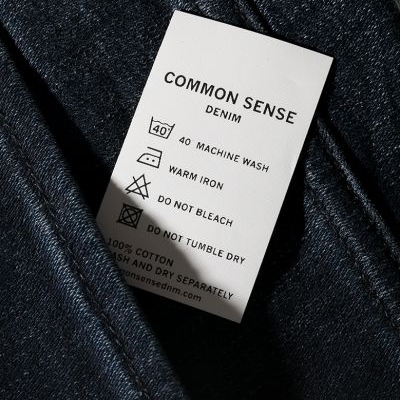 COMMON SENSE
DENIM
40
40 MACHINE WASH
WARM IRON
DO NOT BLEACH
DO NOT TUMBLE DRY
100% COTTON
AND DRY SEPARATELY